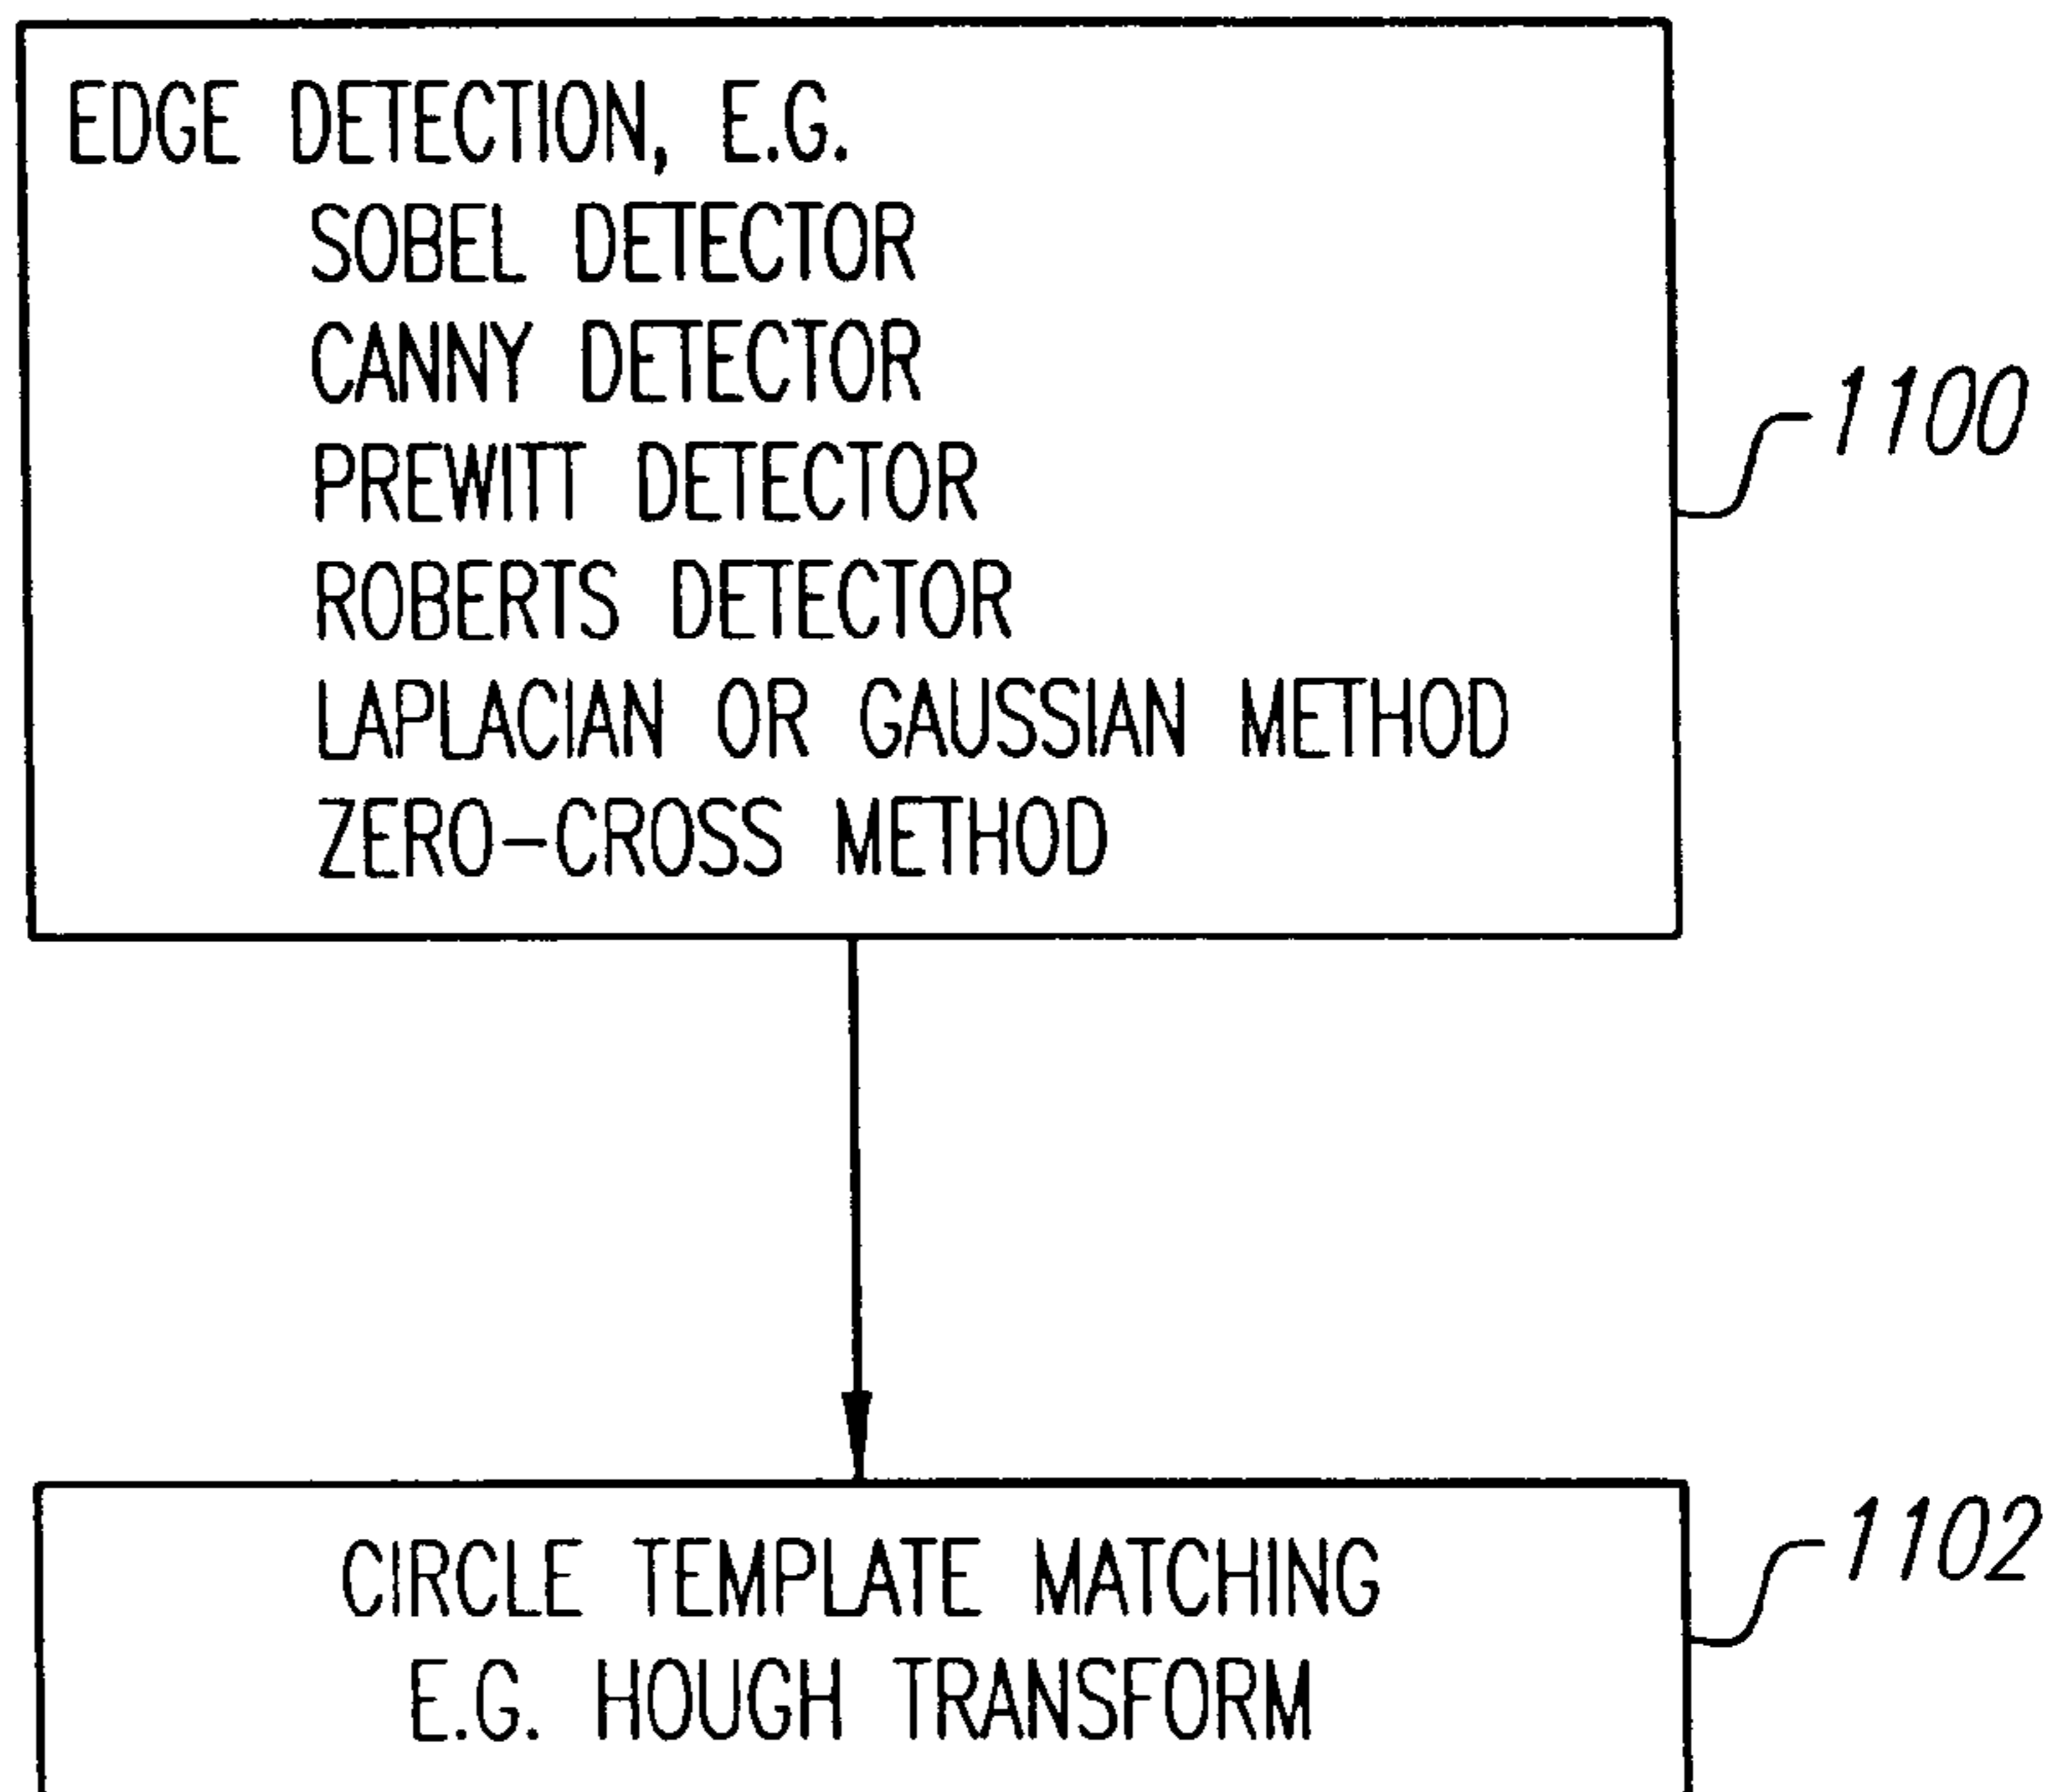 EDGE DETECTION, E.G.
SOBEL DETECTOR
CANNY DETECTOR
PREWITT DETECTOR
ROBERTS DETECTOR
LAPLACIAN OR GAUSSIAN METHOD
ZERO-CROSS METHOD
1100
CIRCLE TEMPLATE MATCHING
E.G. HOUGH TRANSFORM
1102